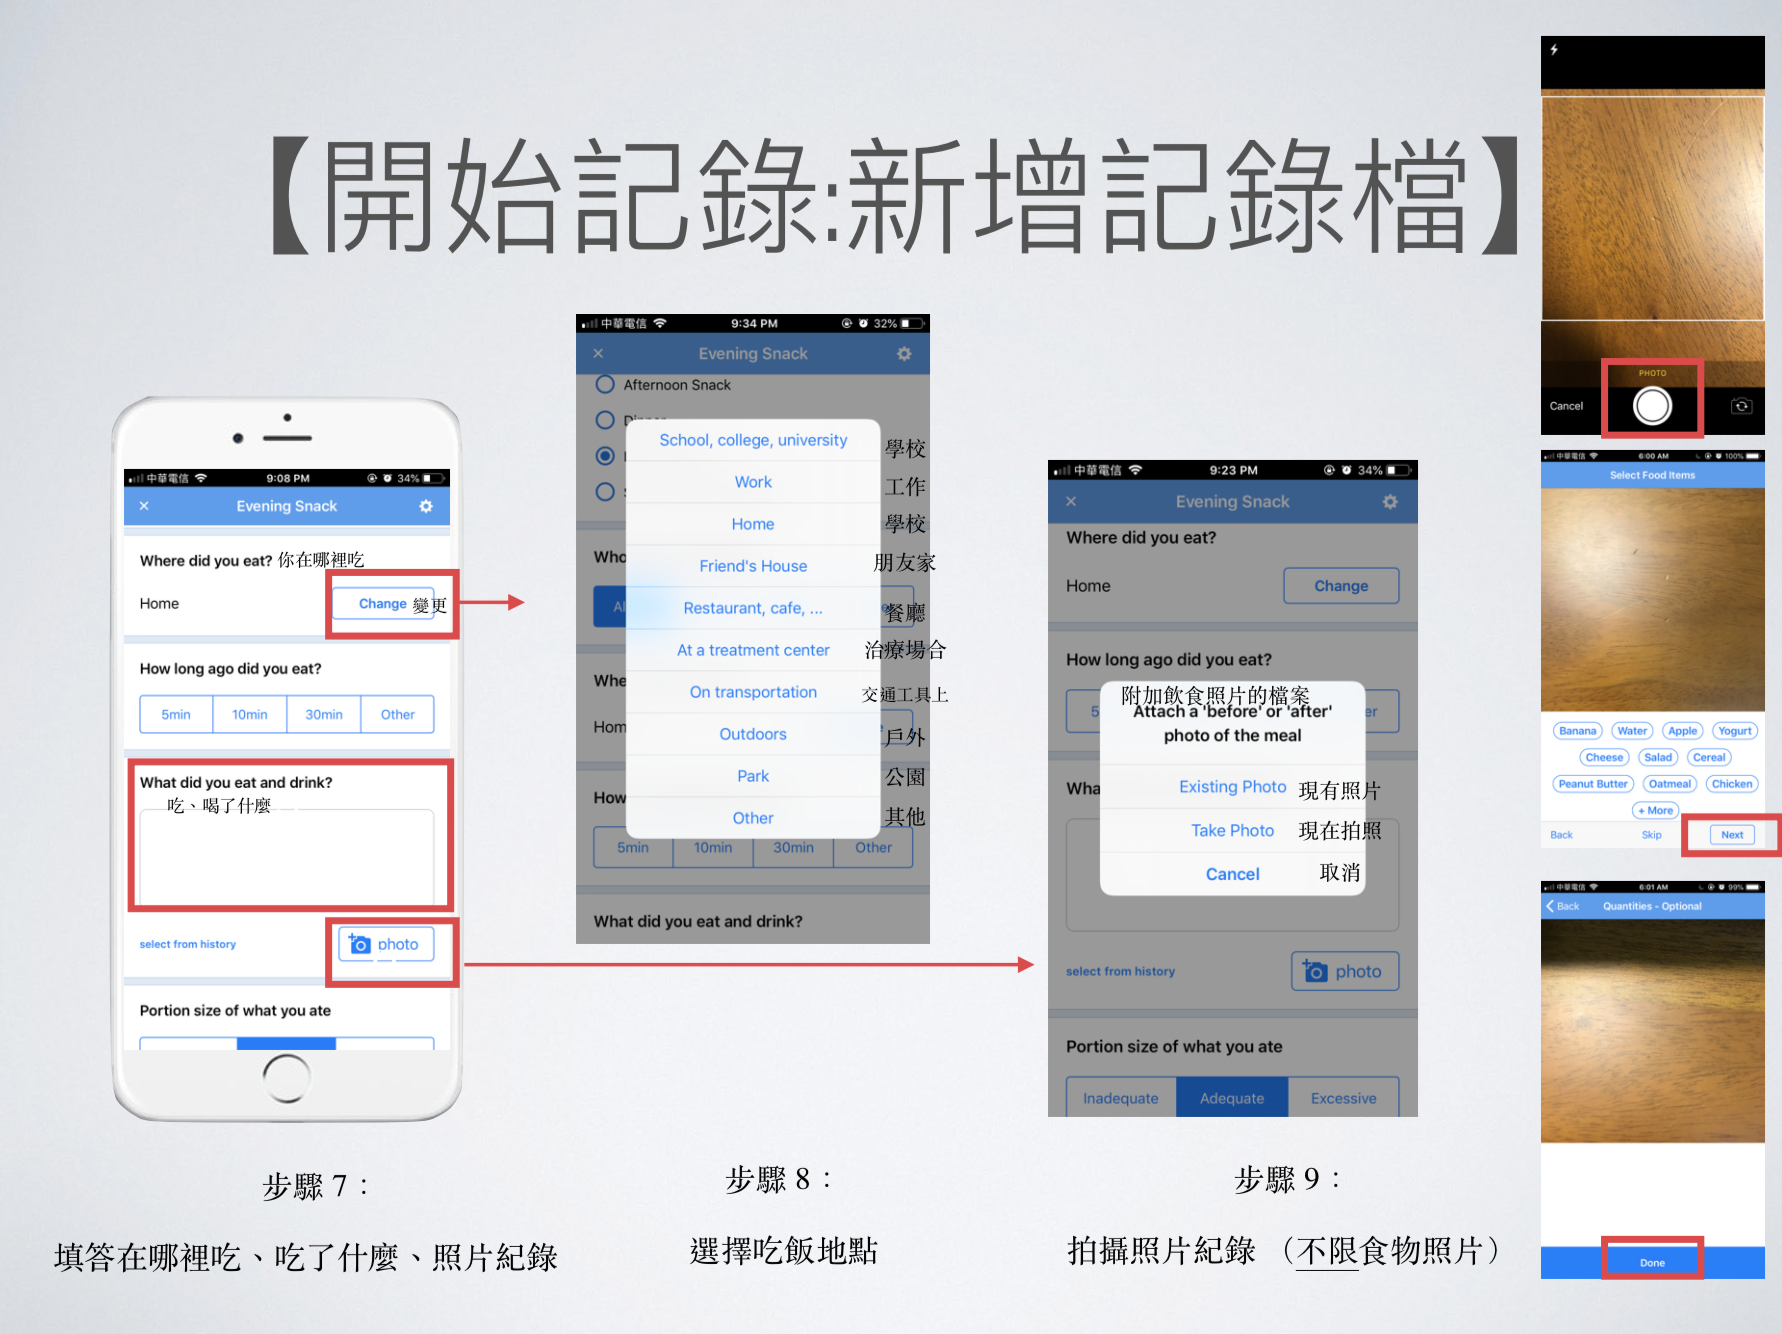 【開始記錄:新增記錄檔】
中華電信 9:08 PM 34%
× Evening Snack
Where did you eat? 你在哪裡吃
Home Change 變更
How long ago did you eat?
5min 10min 30min Other
What did you eat and drink?
吃、喝了什麼
select from history photo
Portion size of what you ate
步驟 7：
填答在哪裡吃、吃了什麼、照片紀錄
中華電信 9:34 PM 32%
× Evening Snack
Afternoon Snack
School, college, university 學校
Work 工作
Home 學校
Who
Friend's House 朋友家
Restaurant, cafe, ... 餐廳
At a treatment center 治療場合
Whe
On transportation 交通工具上
Hom
Outdoors 戶外
Park 公園
How
Other 其他
5min 10min 30min Other
What did you eat and drink?
步驟 8：
選擇吃飯地點
中華電信 9:23 PM 34%
× Evening Snack
Where did you eat?
Home Change
How long ago did you eat?
附加飲食照片的檔案
5 Attach a 'before' or 'after' er
photo of the meal
Wha
Existing Photo 現有照片
Take Photo 現在拍照
Cancel 取消
select from history photo
Portion size of what you ate
Inadequate Adequate Excessive
步驟 9：
拍攝照片紀錄 （不限食物照片）
PHOTO
Cancel
中華電信 6:00 AM 100%
Select Food Items
Banana Water Apple Yogurt
Cheese Salad Cereal
Peanut Butter Oatmeal Chicken
+ More
Back Skip Next
中華電信 6:01 AM 99%
Back Quantities - Optional
Done